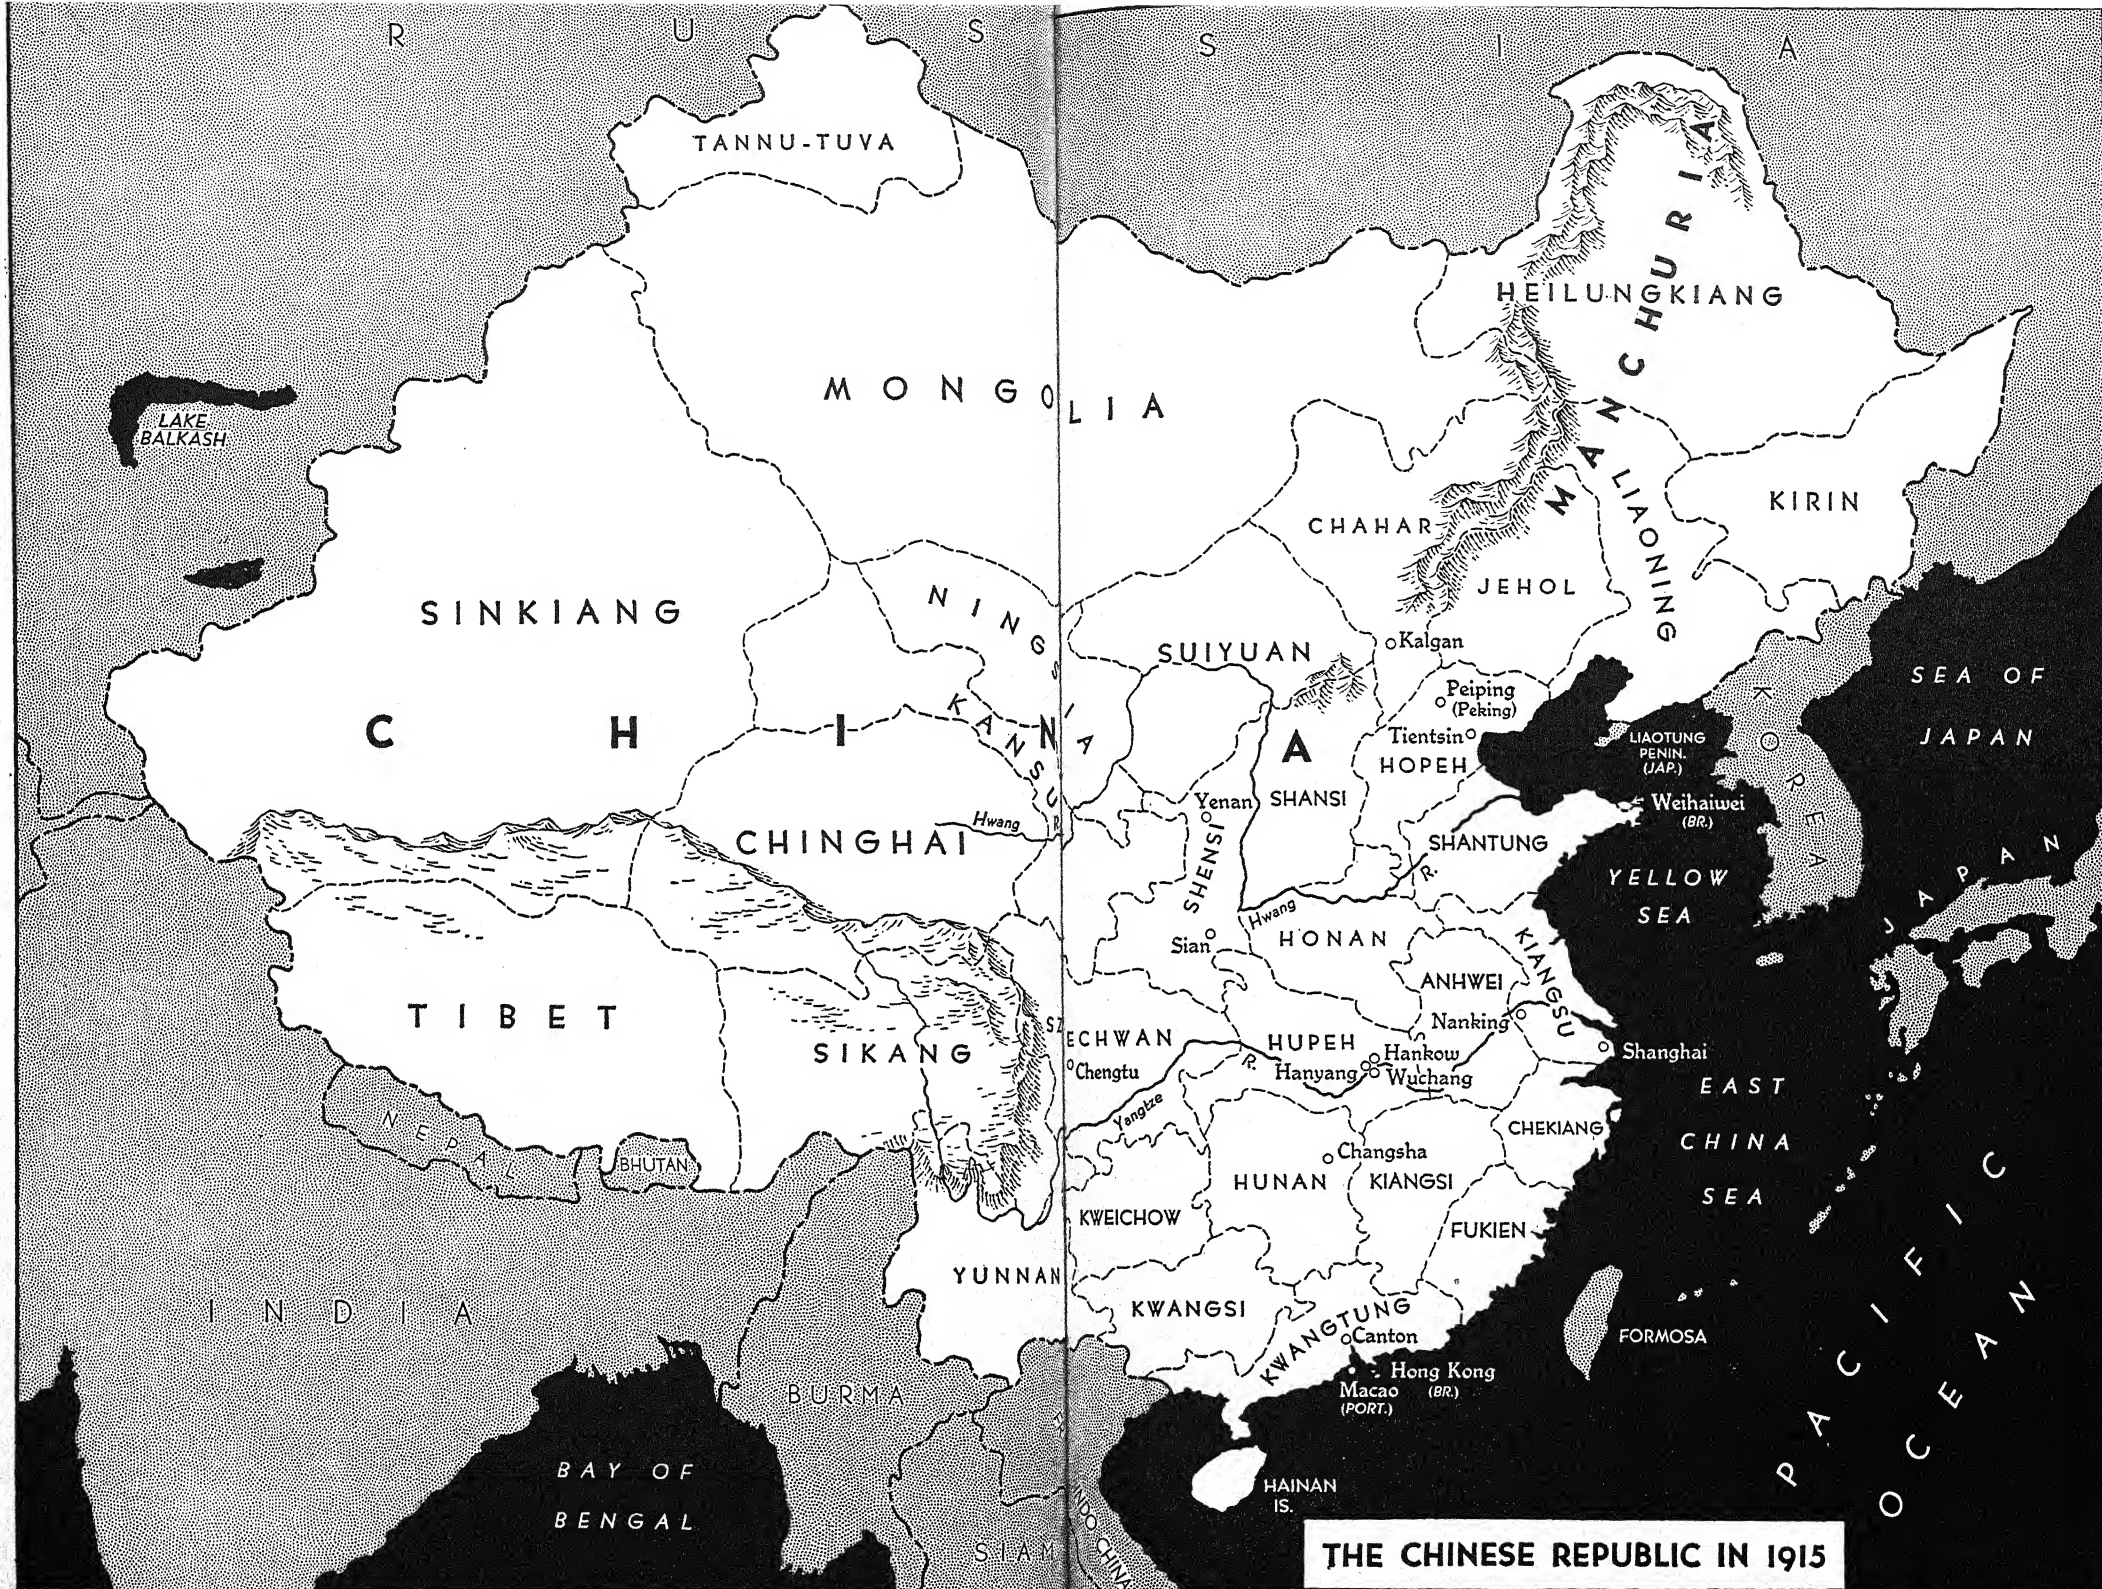 R U S S I A
TANNU-TUVA
MANCHURIA
HEILUNGKIANG
MONGOLIA
LAKE
BALKASH
LIAONING
KIRIN
CHAHAR
JEHOL
SINKIANG
NINGSIA
SUIYUAN
Kalgan
Peiping
(Peking)
SEA OF
JAPAN
KANSU
C H I N A
Tientsin
HOPEH
LIAOTUNG
PENIN.
(JAP.)
KOREA
Yenan
SHANSI
Weihaiwei
(BR.)
Hwang
CHINGHAI
SHENSI
SHANTUNG
R.
JAPAN
YELLOW
SEA
Hwang
Sian
HONAN
KIANGSU
ANHWEI
TIBET
Nanking
SIKANG
SZECHWAN
HUPEH
Hankow
Shanghai
Chengtu
R.
Hanyang
Wuchang
EAST
CHINA
SEA
Yangtze
NEPAL
BHUTAN
CHEKIANG
Changsha
HUNAN
KIANGSI
KWEICHOW
FUKIEN
YUNNAN
INDIA
KWANGSI
KWANGTUNG
Canton
FORMOSA
Hong Kong
(BR.)
Macao
(PORT.)
PACIFIC
OCEAN
BURMA
BAY OF
BENGAL
HAINAN
IS.
SIAM
INDO CHINA
THE CHINESE REPUBLIC IN 1915